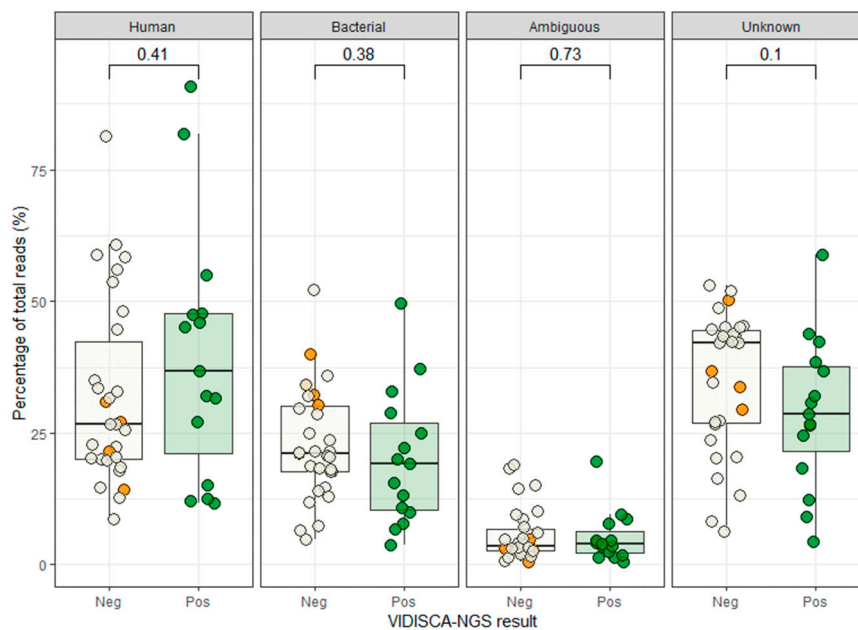 Human Bacterial Ambiguous Unknown
0.41 0.38 0.73 0.1
Percentage of total reads (%)
75
50
25
0
Neg Pos Neg Pos Neg Pos Neg Pos
VIDISCA-NGS result